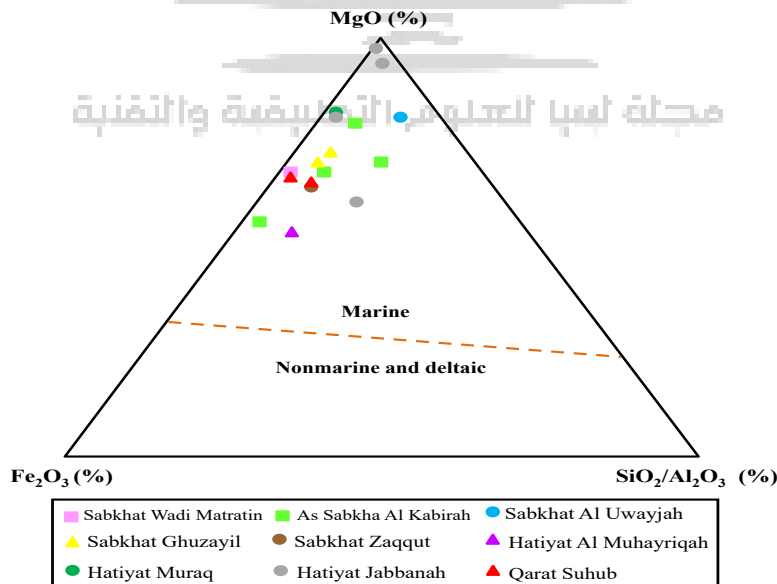 MgO (%)
مجلة ليبيا للعلوم التطبيقية والتقنية
Marine
Nonmarine and deltaic
Fe₂O₃ (%)
SiO₂/Al₂O₃ (%)
Sabkhat Wadi Matratin
As Sabkha Al Kabirah
Sabkhat Al Uwayjah
Sabkhat Ghuzayil
Sabkhat Zaqqut
Hatiyat Al Muhayriqah
Hatiyat Muraq
Hatiyat Jabbanah
Qarat Suhub